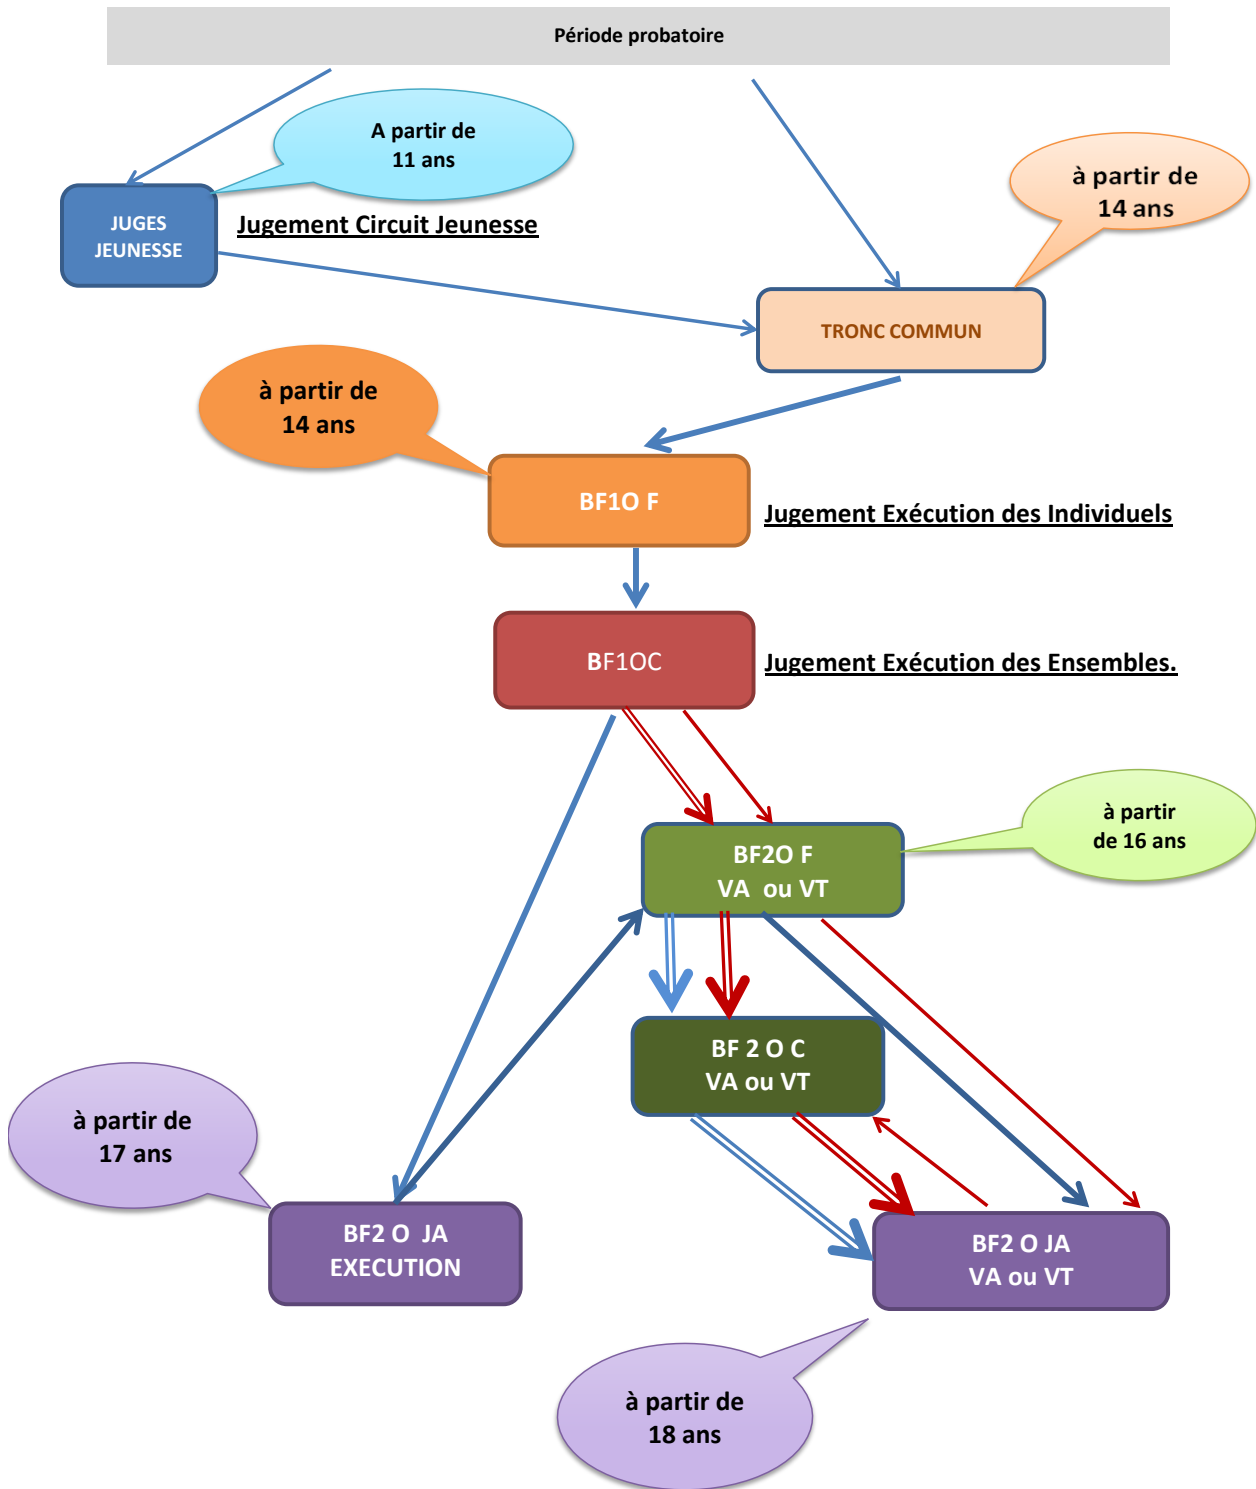 Période probatoire
A partir de
11 ans
à partir de
14 ans
JUGES
JEUNESSE
Jugement Circuit Jeunesse
TRONC COMMUN
à partir de
14 ans
BF1O F
Jugement Exécution des Individuels
BF1OC
Jugement Exécution des Ensembles.
à partir
de 16 ans
BF2O F
VA ou VT
BF 2 O C
VA ou VT
à partir de
17 ans
BF2 O JA
EXECUTION
BF2 O JA
VA ou VT
à partir de
18 ans